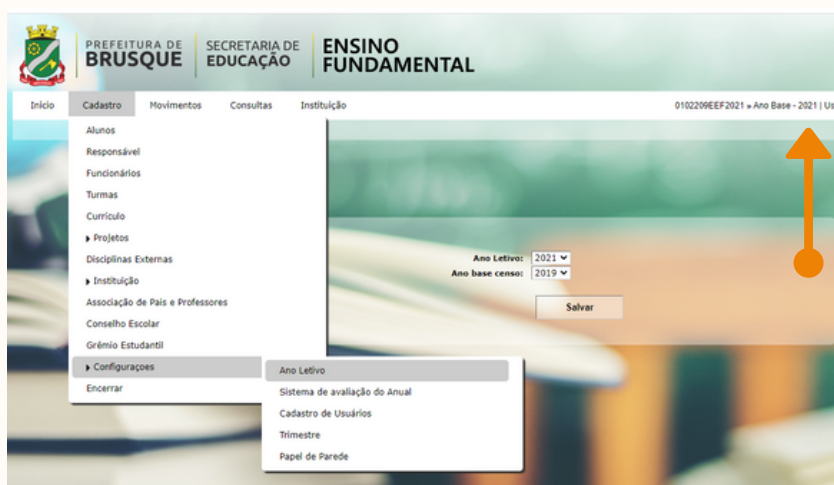 PREFEITURA DE
BRUSQUE
SECRETARIA DE
EDUCAÇÃO
ENSINO
FUNDAMENTAL
Início Cadastro Movimentos Consultas Instituição 0102209EEF2021 » Ano Base - 2021 | Us
Alunos
Responsável
Funcionários
Turmas
Currículo
Projetos
Disciplinas Externas
Instituição
Associação de Pais e Professores
Conselho Escolar
Grêmio Estudantil
Configuraçoes
Encerrar
Ano Letivo
Sistema de avaliação do Anual
Cadastro de Usuários
Trimestre
Papel de Parede
Ano Letivo: 2021
Ano base censo: 2019
Salvar